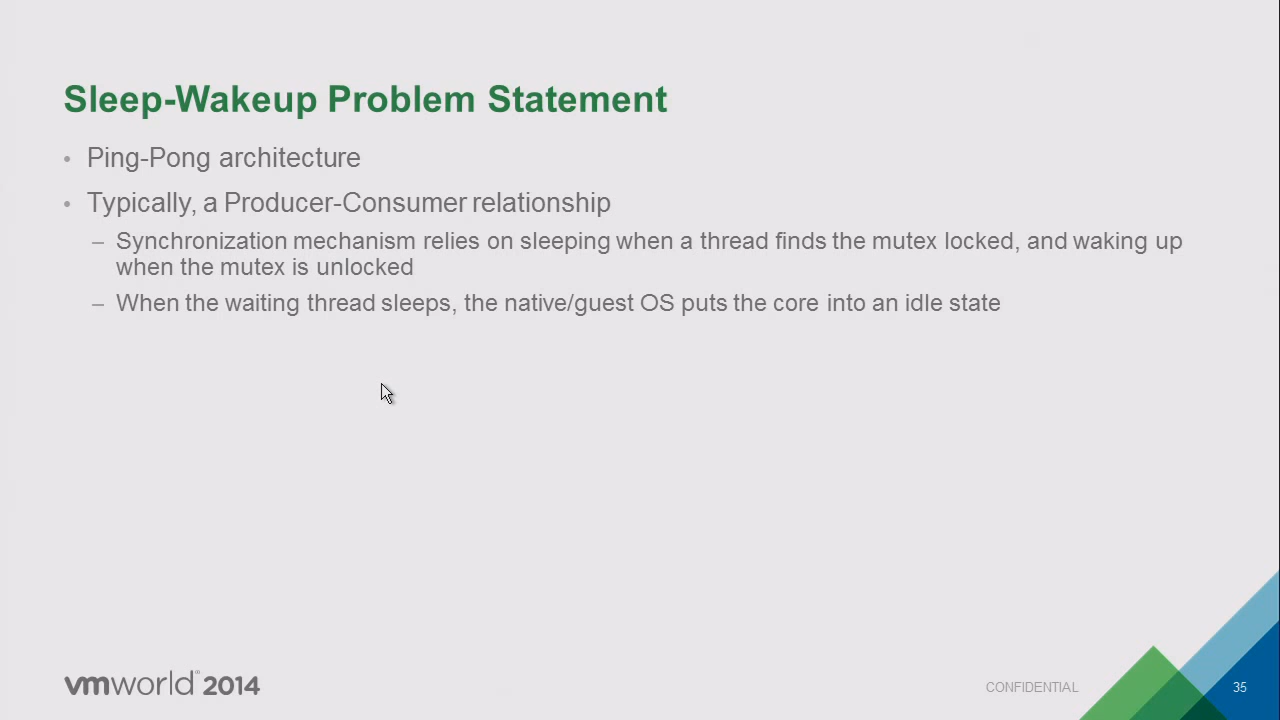 Sleep-Wakeup Problem Statement
• Ping-Pong architecture
• Typically, a Producer-Consumer relationship
– Synchronization mechanism relies on sleeping when a thread finds the mutex locked, and waking up
when the mutex is unlocked
– When the waiting thread sleeps, the native/guest OS puts the core into an idle state
vmworld™ 2014
CONFIDENTIAL
35